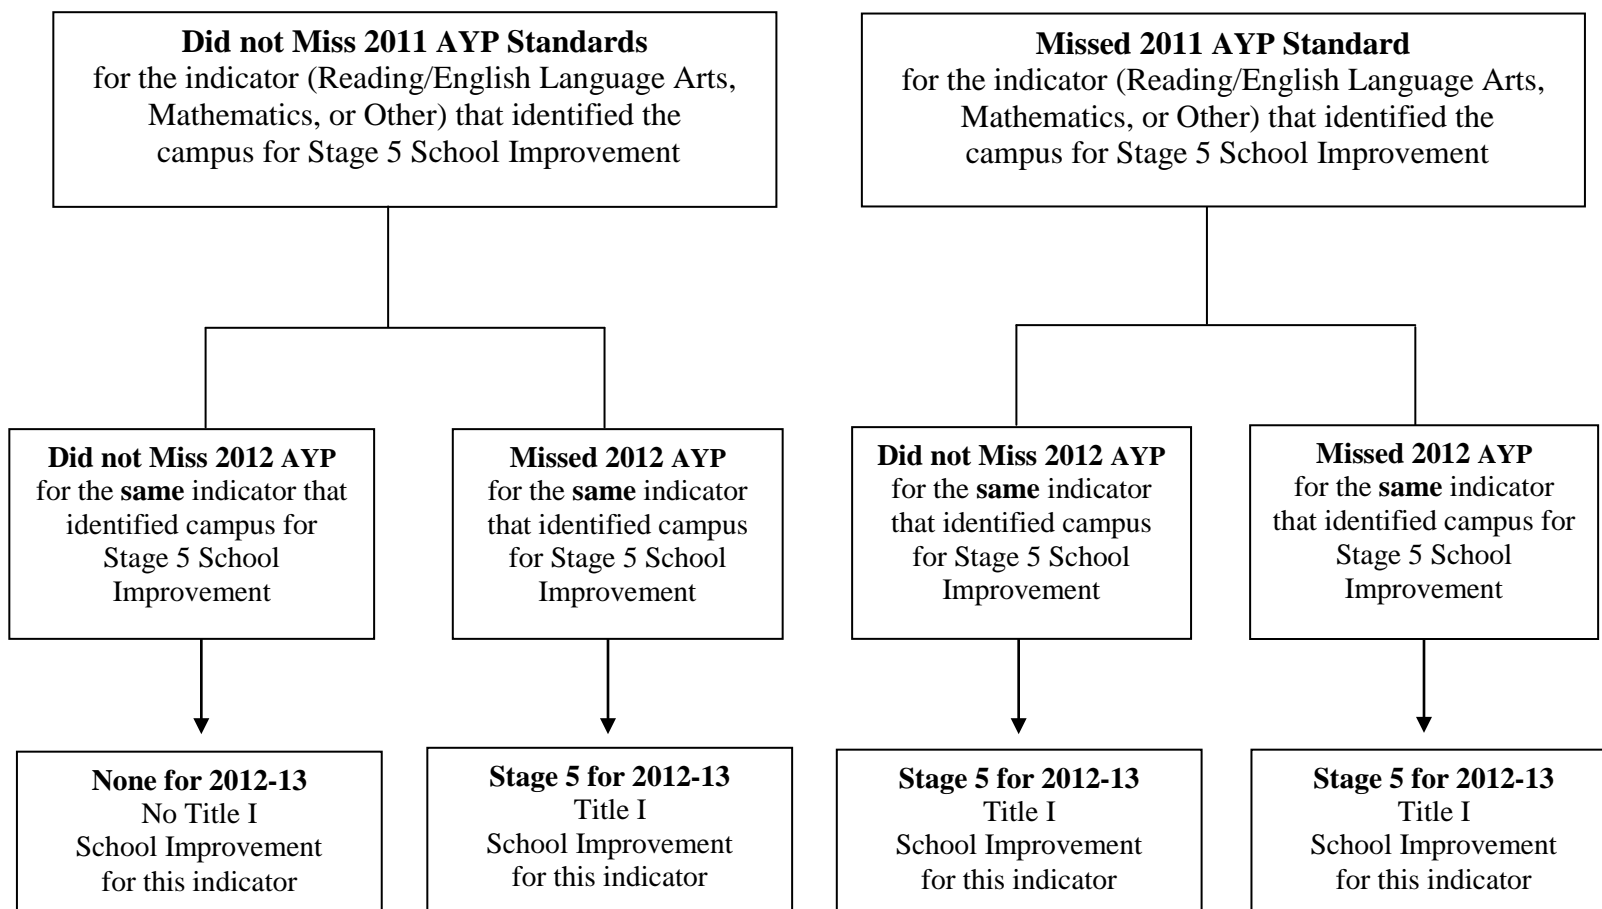 Did not Miss 2011 AYP Standards
for the indicator (Reading/English Language Arts,
Mathematics, or Other) that identified the
campus for Stage 5 School Improvement
Missed 2011 AYP Standard
for the indicator (Reading/English Language Arts,
Mathematics, or Other) that identified the
campus for Stage 5 School Improvement
Did not Miss 2012 AYP
for the same indicator that
identified campus for
Stage 5 School
Improvement
Missed 2012 AYP
for the same indicator
that identified campus
for Stage 5 School
Improvement
Did not Miss 2012 AYP
for the same indicator
that identified campus
for Stage 5 School
Improvement
Missed 2012 AYP
for the same indicator
that identified campus for
Stage 5 School
Improvement
None for 2012-13
No Title I
School Improvement
for this indicator
Stage 5 for 2012-13
Title I
School Improvement
for this indicator
Stage 5 for 2012-13
Title I
School Improvement
for this indicator
Stage 5 for 2012-13
Title I
School Improvement
for this indicator